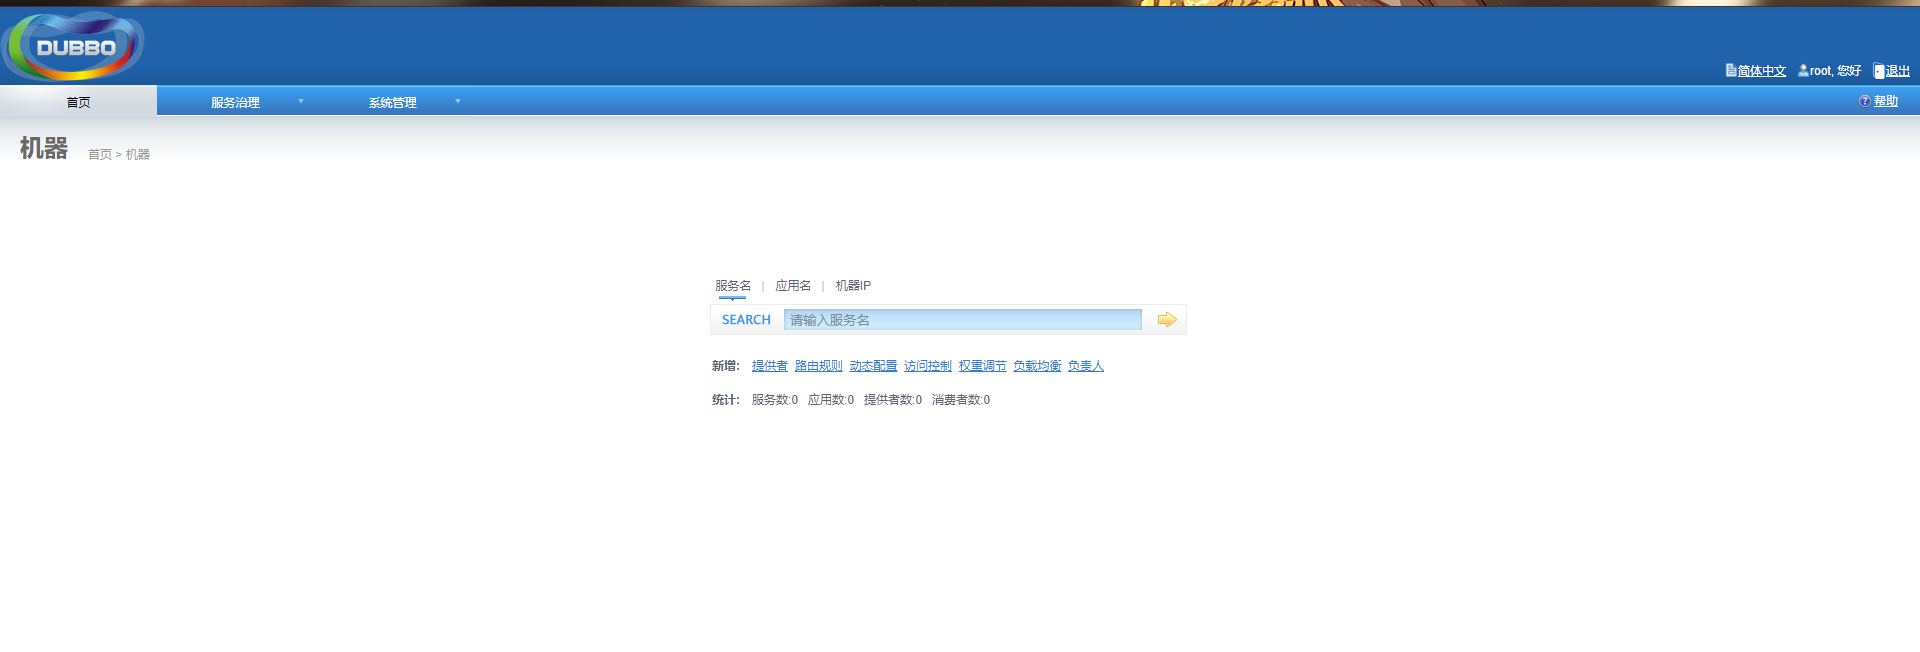 DUBBO
简体中文 root, 您好 退出
首页 服务治理 系统管理 帮助
机器 首页 > 机器
服务名 | 应用名 | 机器IP
SEARCH 请输入服务名
新增: 提供者 路由规则 动态配置 访问控制 权重调节 负载均衡 负责人
统计: 服务数:0 应用数:0 提供者数:0 消费者数:0